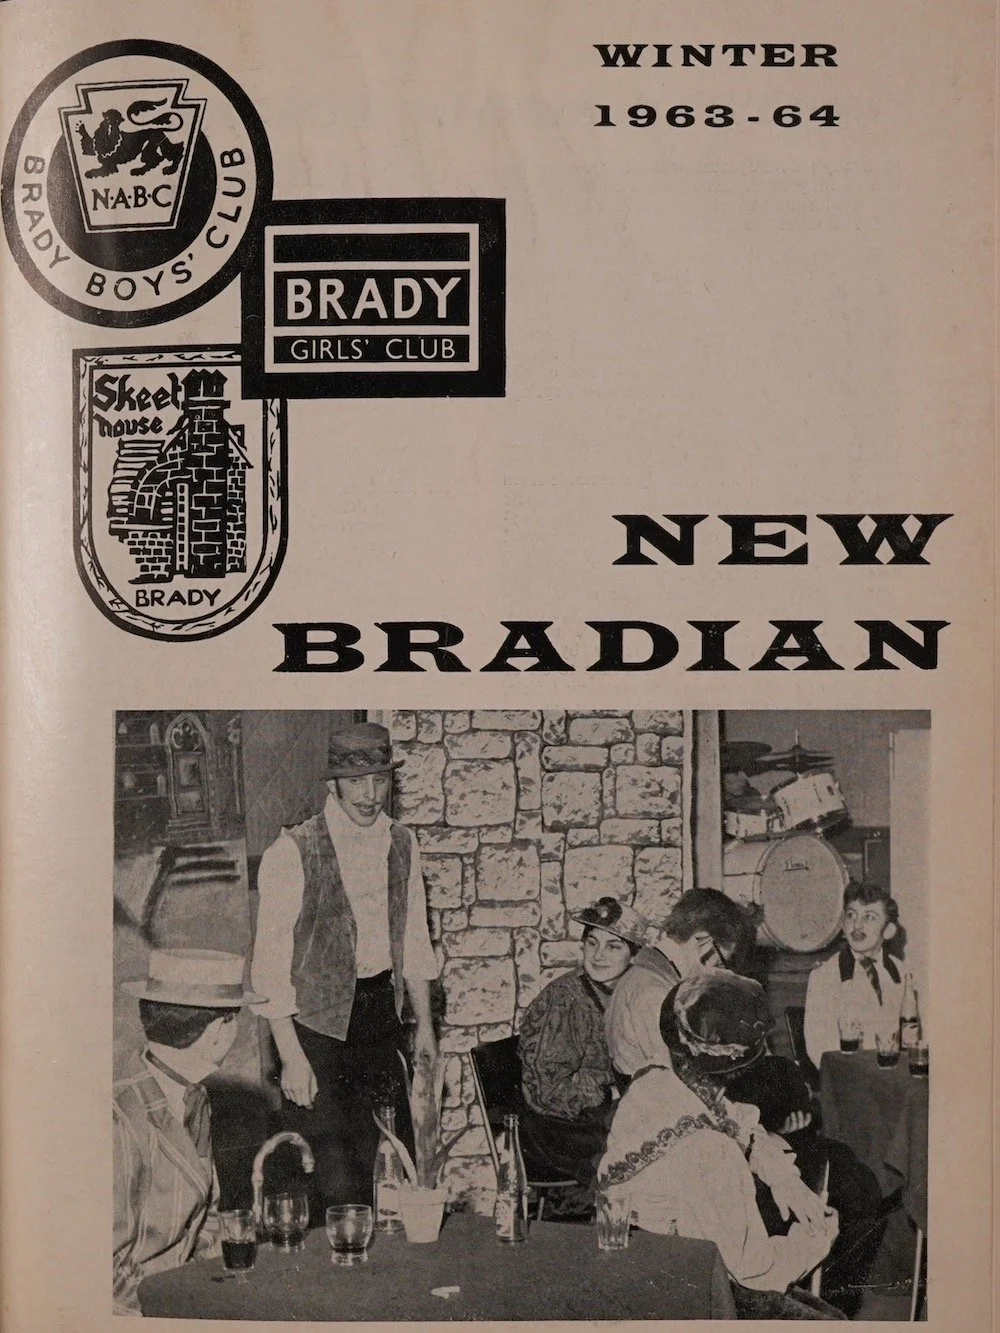 WINTER
1963-64
N·A·B·C
BRADY BOYS' CLUB
BRADY
GIRLS' CLUB
Skeet
house
BRADY
NEW
BRADIAN